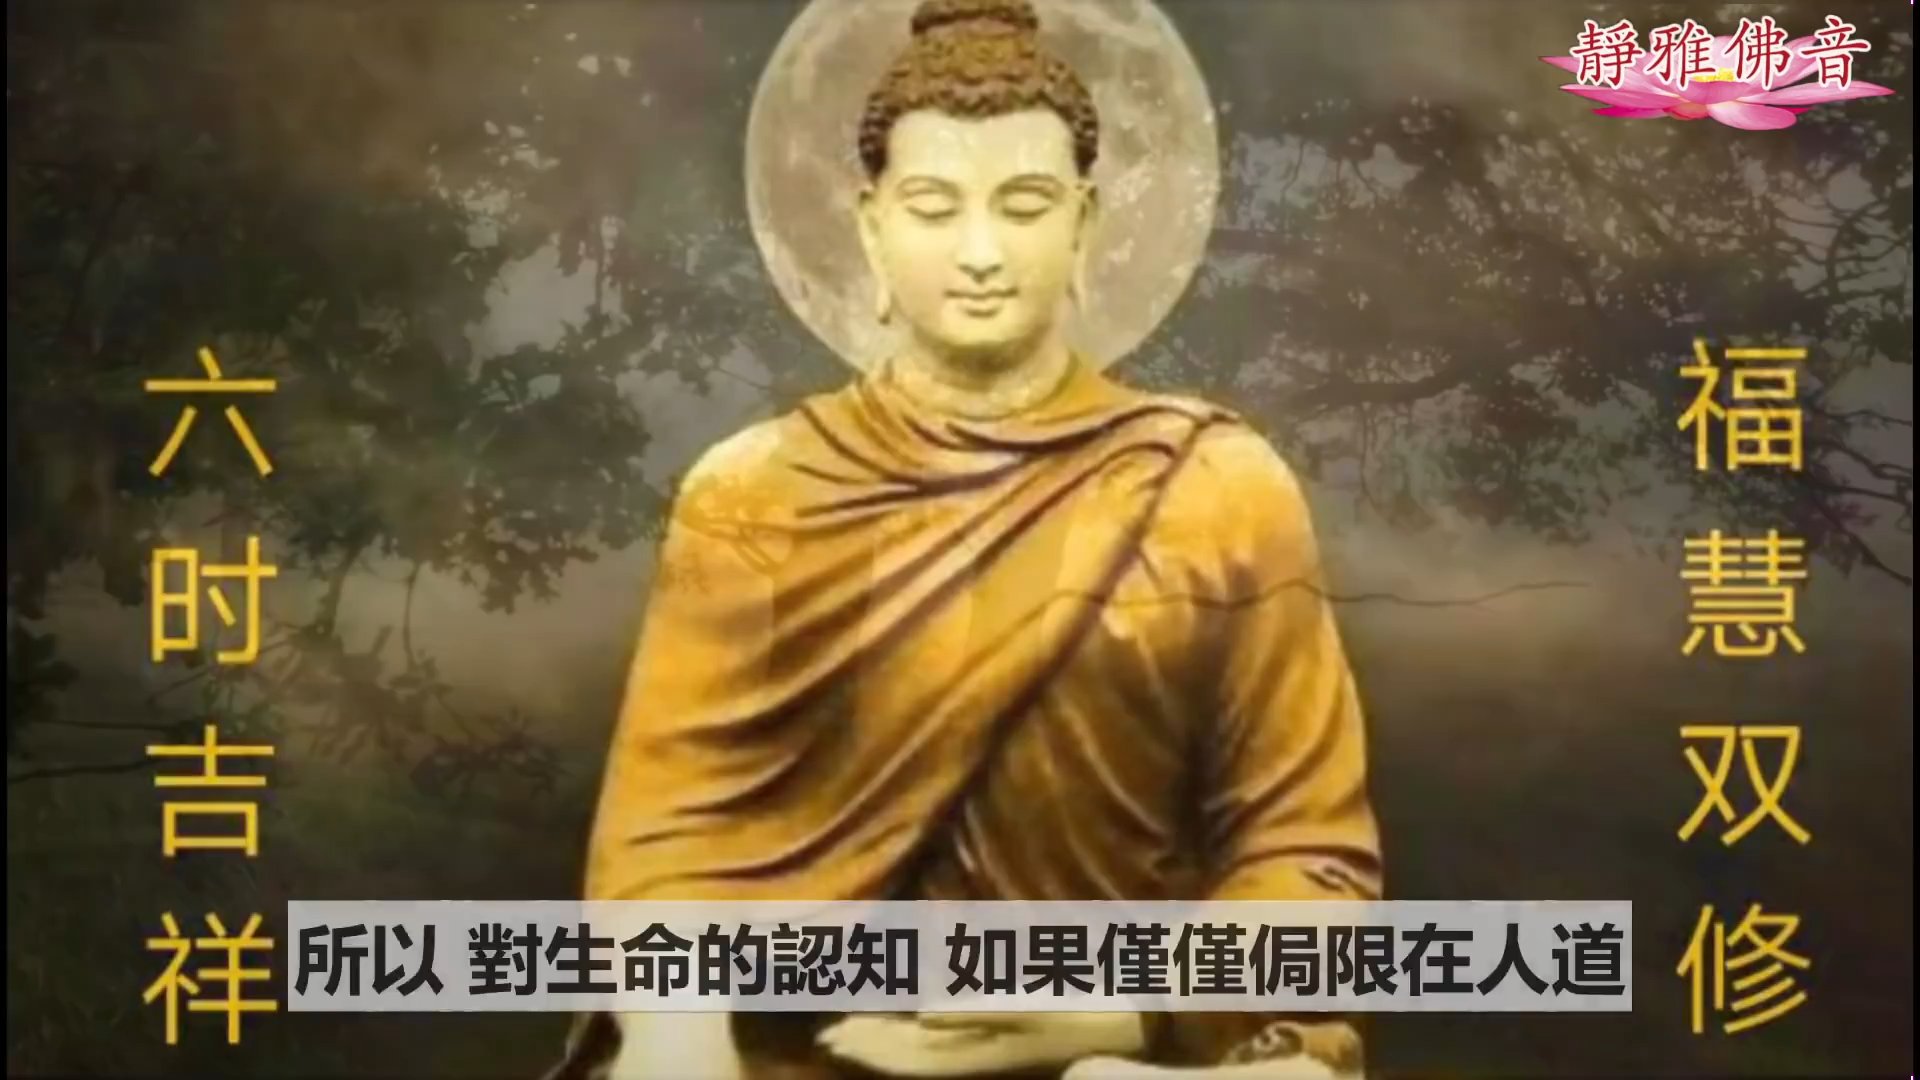 靜雅佛音
六时吉祥
福慧双修
所以 對生命的認知 如果僅僅侷限在人道